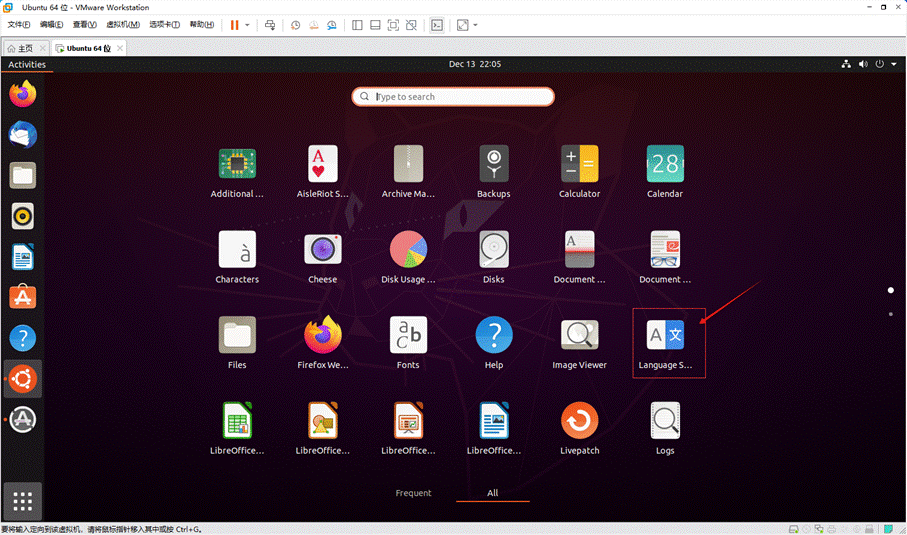 Ubuntu 64 位 - VMware Workstation
文件(F) 编辑(E) 查看(V) 虚拟机(M) 选项卡(T) 帮助(H)
主页 Ubuntu 64 位
Activities Dec 13 22:05
Type to search
Additional ... AisleRiot S... Archive Ma... Backups Calculator Calendar
Characters Cheese Disk Usage ... Disks Document ... Document ...
Files Firefox We... Fonts Help Image Viewer Language S...
LibreOffice... LibreOffice... LibreOffice... LibreOffice... Livepatch Logs
Frequent All
要将输入定向到该虚拟机，请将鼠标指针移入其中或按 Ctrl+G。